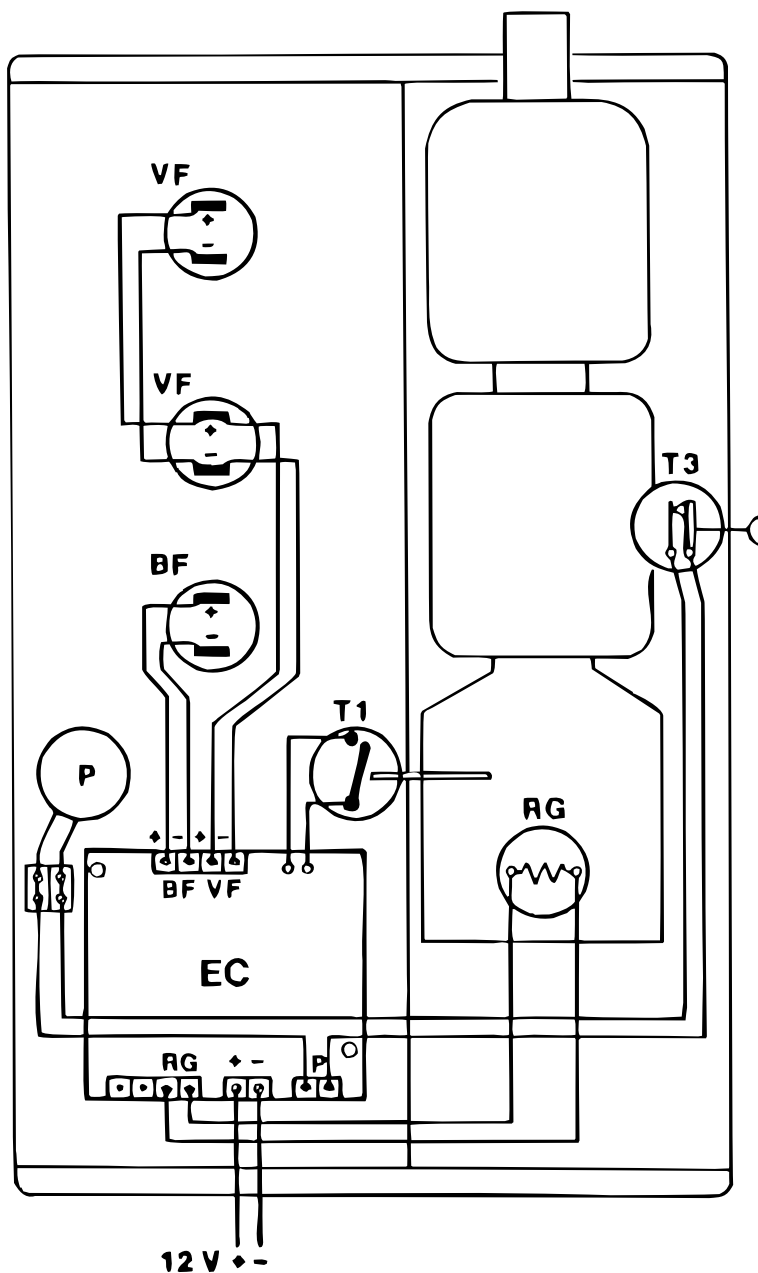 VF
+
-
VF
+
-
T3
BF
+
-
T1
P
RG
+ - + -
BF VF
EC
RG + - P
12 V + -